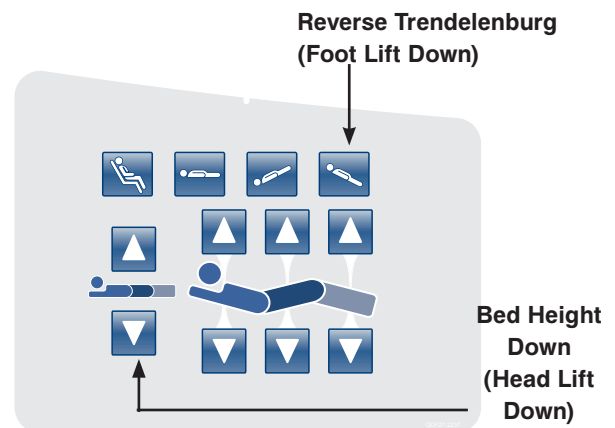 Reverse Trendelenburg
(Foot Lift Down)
Bed Height
Down
(Head Lift
Down)